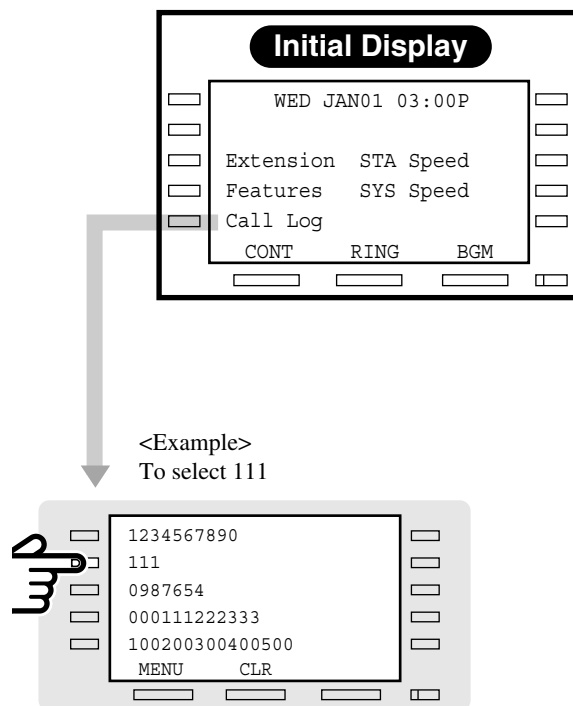 Initial Display
WED JAN01 03:00P
Extension STA Speed
Features SYS Speed
Call Log
CONT RING BGM
<Example>
To select 111
1234567890
111
0987654
000111222333
100200300400500
MENU CLR